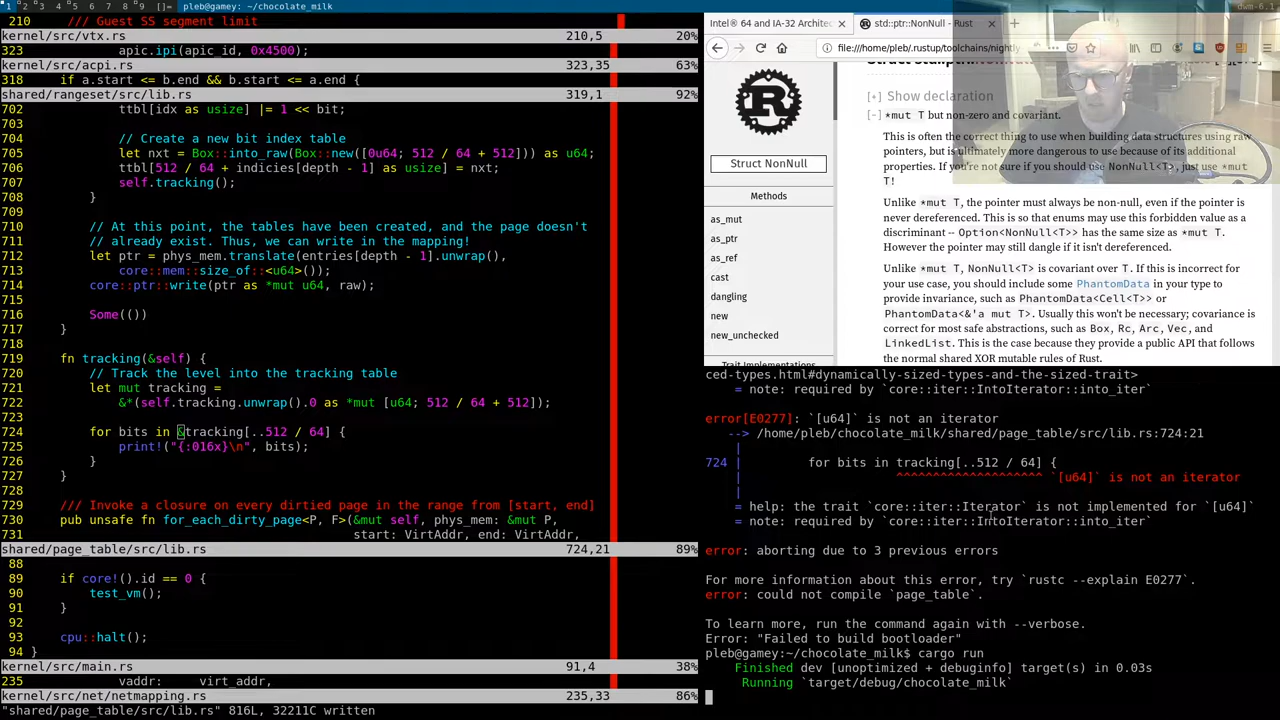 1 2 3 4 5 6 7 8 9 []= pleb@gamey:~/chocolate_milk
dwm-6.1
210 /// Guest SS segment limit
kernel/src/vtx.rs 210,5 20%
323 apic.ipi(apic_id, 0x4500);
kernel/src/acpi.rs 323,35 63%
318 if a.start <= b.end && b.start <= a.end {
shared/rangeset/src/lib.rs 319,1 92%
702 ttbl[idx as usize] |= 1 << bit;
703
704 // Create a new bit index table
705 let nxt = Box::into_raw(Box::new([0u64; 512 / 64 + 512])) as u64;
706 ttbl[512 / 64 + indicies[depth - 1] as usize] = nxt;
707 self.tracking();
708 }
709
710 // At this point, the tables have been created, and the page doesn't
711 // already exist. Thus, we can write in the mapping!
712 let ptr = phys_mem.translate(entries[depth - 1].unwrap(),
713 core::mem::size_of::<u64>());
714 core::ptr::write(ptr as *mut u64, raw);
715
716 Some(())
717 }
718
719 fn tracking(&self) {
720 // Track the level into the tracking table
721 let mut tracking =
722 &*(self.tracking.unwrap().0 as *mut [u64; 512 / 64 + 512]);
723
724 for bits in &tracking[..512 / 64] {
725 print!("{:016x}\n", bits);
726 }
727 }
728
729 /// Invoke a closure on every dirtied page in the range from [start, end]
730 pub unsafe fn for_each_dirty_page<P, F>(&mut self, phys_mem: &mut P,
731 start: VirtAddr, end: VirtAddr,
shared/page_table/src/lib.rs 724,21 89%
88
89 if core!().id == 0 {
90 test_vm();
91 }
92
93 cpu::halt();
94 }
kernel/src/main.rs 91,4 38%
235 vaddr: virt_addr,
kernel/src/net/netmapping.rs 235,33 86%
"shared/page_table/src/lib.rs" 816L, 32211C written
Intel® 64 and IA-32 Archite
std::ptr::NonNull - Rust
file:///home/pleb/.rustup/toolchains/nightly
Struct NonNull
Methods
as_mut
as_ptr
as_ref
cast
dangling
new
new_unchecked
Trait Implementations
[+] Show declaration
[-] *mut T but non-zero and covariant.
This is often the correct thing to use when building data structures using raw
pointers, but is ultimately more dangerous to use because of its additional
properties. If you're not sure if you should use NonNull<T>, just use *mut
T!
Unlike *mut T, the pointer must always be non-null, even if the pointer is
never dereferenced. This is so that enums may use this forbidden value as a
discriminant -- Option<NonNull<T>> has the same size as *mut T.
However the pointer may still dangle if it isn't dereferenced.
Unlike *mut T, NonNull<T> is covariant over T. If this is incorrect for
your use case, you should include some PhantomData in your type to
provide invariance, such as PhantomData<Cell<T>> or
PhantomData<&'a mut T>. Usually this won't be necessary; covariance is
correct for most safe abstractions, such as Box, Rc, Arc, Vec, and
LinkedList. This is the case because they provide a public API that follows
the normal shared XOR mutable rules of Rust.
ced-types.html#dynamically-sized-types-and-the-sized-trait>
= note: required by `core::iter::IntoIterator::into_iter`
error[E0277]: `[u64]` is not an iterator
--> /home/pleb/chocolate_milk/shared/page_table/src/lib.rs:724:21
|
724 | for bits in tracking[..512 / 64] {
| ^^^^^^^^^^^^^^^^^^^^ `[u64]` is not an iterator
|
= help: the trait `core::iter::Iterator` is not implemented for `[u64]`
= note: required by `core::iter::IntoIterator::into_iter`
error: aborting due to 3 previous errors
For more information about this error, try `rustc --explain E0277`.
error: could not compile `page_table`.
To learn more, run the command again with --verbose.
Error: "Failed to build bootloader"
pleb@gamey:~/chocolate_milk$ cargo run
Finished dev [unoptimized + debuginfo] target(s) in 0.03s
Running `target/debug/chocolate_milk`